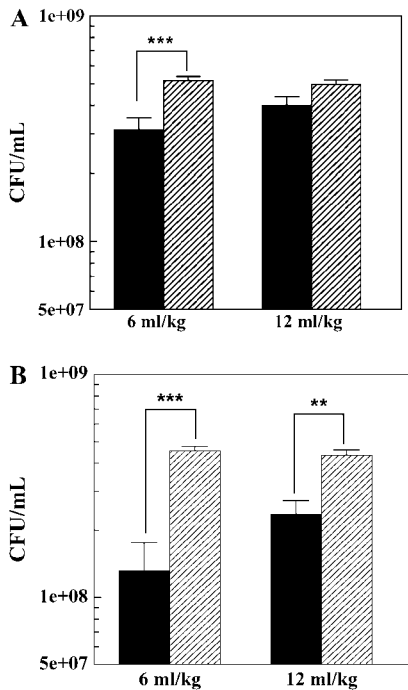 A
1e+09
***
CFU/mL
1e+08
5e+07
6 ml/kg 12 ml/kg
B
1e+09
*** **
CFU/mL
1e+08
5e+07
6 ml/kg 12 ml/kg